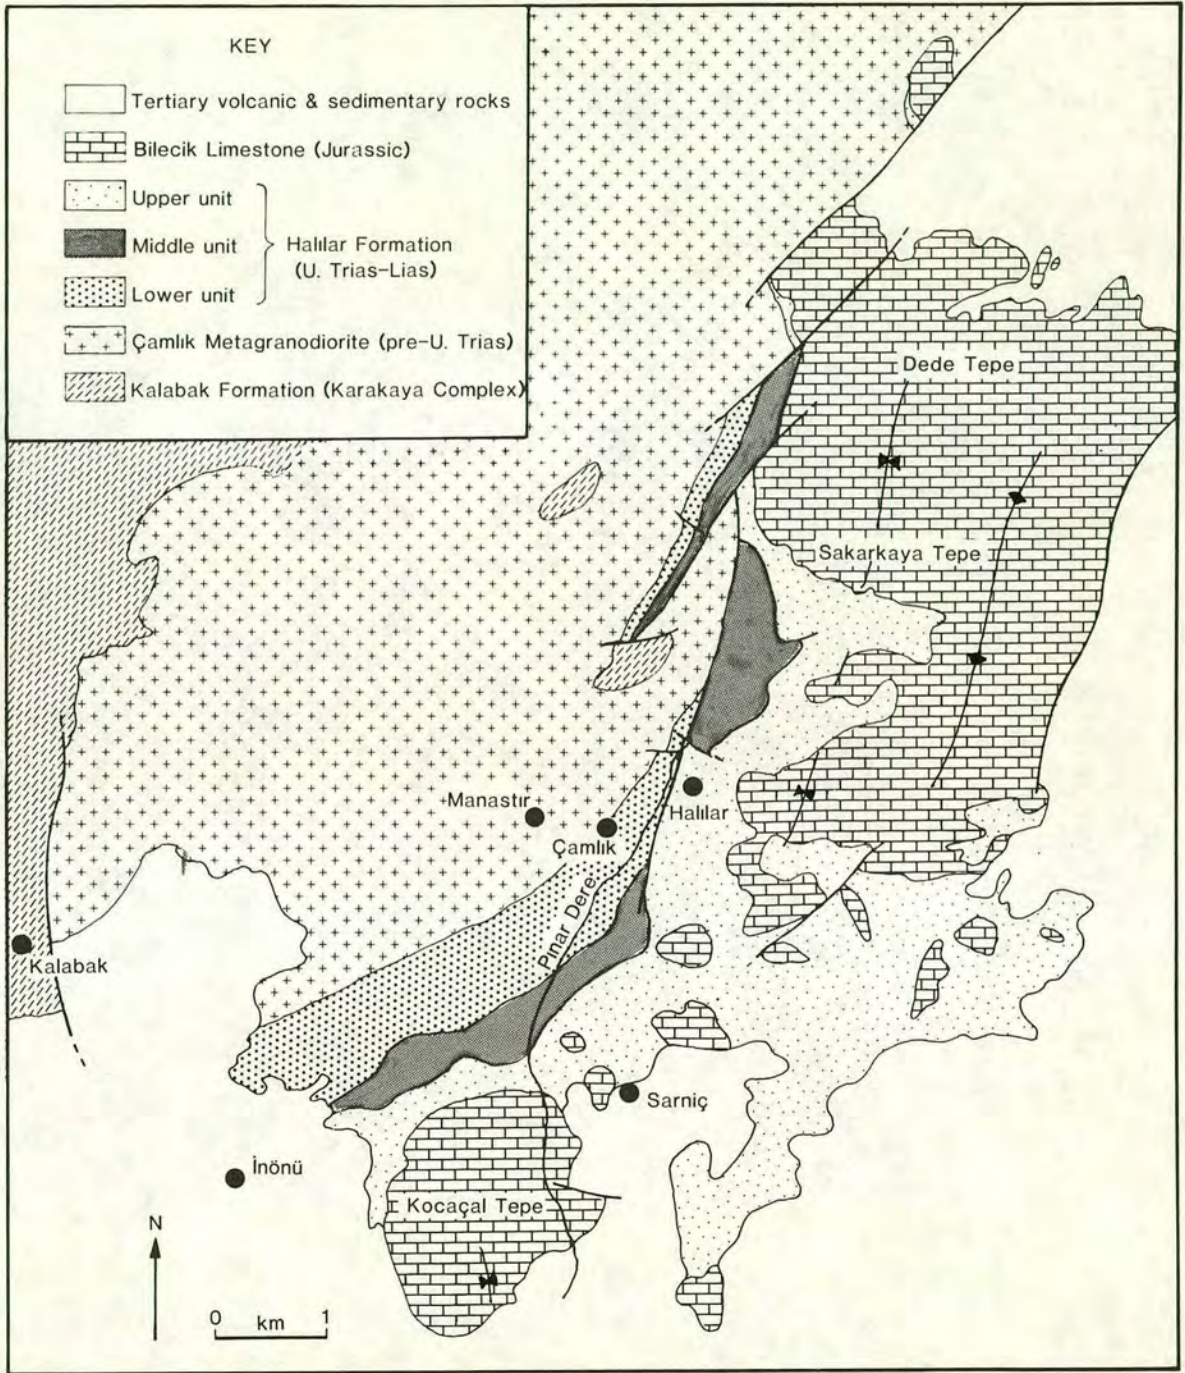 KEY
Tertiary volcanic & sedimentary rocks
Bilecik Limestone (Jurassic)
Upper unit
Middle unit
Halılar Formation
(U. Trias-Lias)
Lower unit
Çamlık Metagranodiorite (pre-U. Trias)
Kalabak Formation (Karakaya Complex)
Dede Tepe
Sakarkaya Tepe
Manastır
Çamlık
Halılar
Pınar Dere
Kalabak
Sarniç
İnönü
Kocaçal Tepe
N
0 1
km